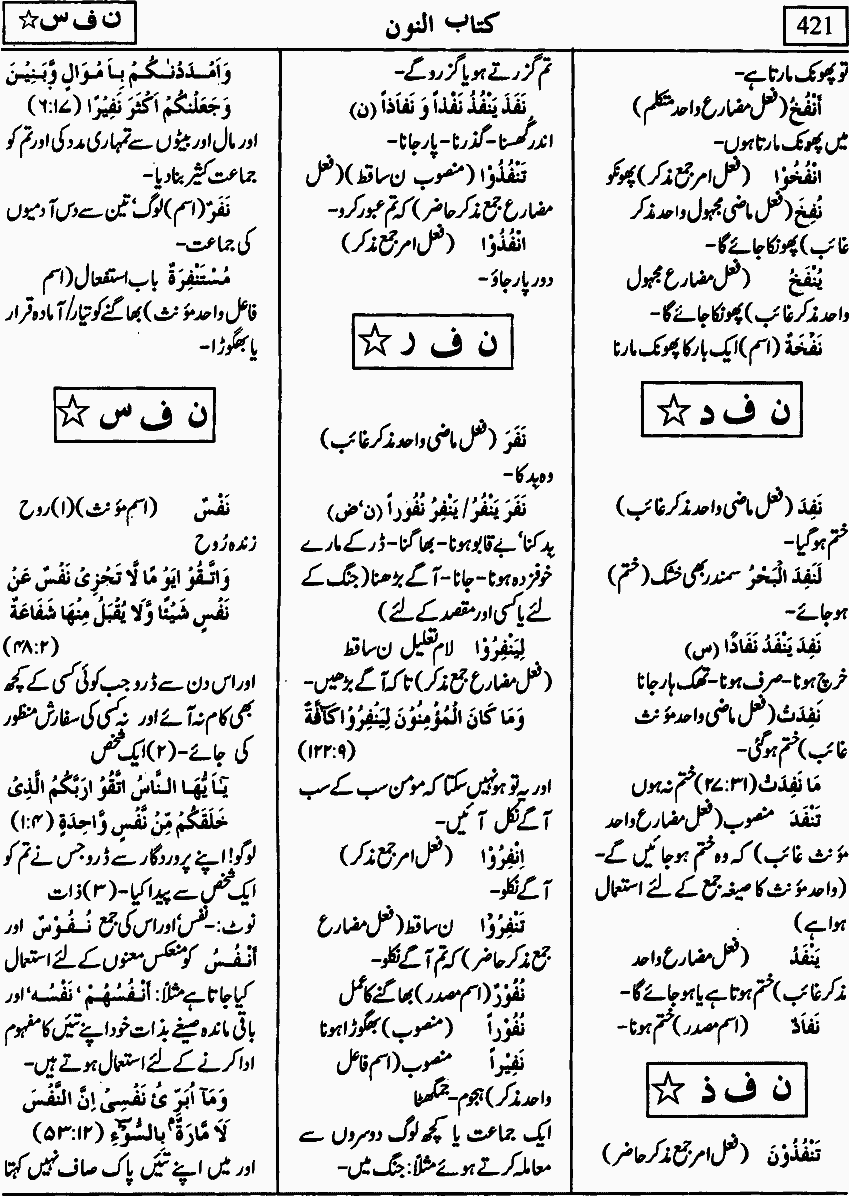 421
کتاب النون
ن ف س ☆
تو پھونک مارتا ہے۔
أَنْفُخُ (فعل مضارع واحد متکلم)
میں پھونک مارتا ہوں۔
انْفُخُوْا (فعل امر جمع مذکر) پھونکو
نُفِخَ (فعل ماضی مجہول واحد مذکر
غائب) پھونکا جائے گا۔
يُنْفَخُ (فعل مضارع مجہول
واحد مذکر غائب) پھونکا جائے گا۔
نَفْخَةٌ (اسم) ایک بار کا پھونک مارنا
ن ف د ☆
نَفِدَ (فعل ماضی واحد مذکر غائب)
ختم ہو گیا۔
لَنَفِدَ الْبَحْرُ سمندر بھی خشک (ختم)
ہو جائے۔
نَفِدَ يَنْفَدُ نَفَادًا (س)
خرچ ہونا۔ صرف ہونا۔ تھک ہار جانا
نَفِدَتْ (فعل ماضی واحد مؤنث
غائب) ختم ہو گئی۔
مَا نَفِدَتْ (۲۷:۳۱) ختم نہ ہوں
تَنْفَدَ منصوب (فعل مضارع واحد
مؤنث غائب) کہ وہ ختم ہو جائیں گے۔
(واحد مؤنث کا صیغہ جمع کے لئے استعمال
ہوا ہے)
يَنْفَدُ (فعل مضارع واحد
مذکر غائب) ختم ہوتا ہے یا ہو جائے گا۔
نَفَادٌ (اسم مصدر) ختم ہونا۔
ن ف ذ ☆
تَنْفُذُوْنَ (فعل امر جمع مذکر حاضر)
تم گزرتے ہو یا گزرو گے۔
نَفَذَ يَنْفُذُ نَفْذاً وَ نَفَاذاً (ن)
اندر گھسنا۔ گذرنا۔ پار جانا۔
تَنْفُذُوْا (منصوب ن ساقط) (فعل
مضارع جمع مذکر حاضر) کہ تم عبور کرو۔
انْفُذُوْا (فعل امر جمع مذکر)
دور پار جاؤ۔
ن ف ر ☆
نَفَرَ (فعل ماضی واحد مذکر غائب)
وہ بدکا۔
نَفَرَ يَنْفُرُ/ يَنْفِرُ نُفُوراً (ن‘ض)
بدکنا‘ بے قابو ہونا۔ بھاگنا۔ ڈر کے مارے
خوفزدہ ہونا۔ جانا۔ آگے بڑھنا (جنگ کے
لئے یا کسی اور مقصد کے لئے)
لِيَنْفِرُوْا لام تعلیل ن ساقط
(فعل مضارع جمع مذکر) تاکہ آگے بڑھیں۔
وَمَا كَانَ الْمُؤْمِنُوْنَ لِيَنْفِرُوْا كَآفَّةً
(۱۲۲:۹)
اور یہ تو ہو نہیں سکتا کہ مومن سب کے سب
آگے نکل آئیں۔
اِنْفِرُوْا (فعل امر جمع مذکر)
آگے نکلو۔
تَنْفِرُوْا ن ساقط (فعل مضارع
جمع مذکر حاضر) کہ تم آگے نکلو۔
نُفُوْرٌ (اسم مصدر) بھاگنے کا عمل
نُفُوْراً (منصوب) بھگوڑا ہونا
نَفِيْراً منصوب (اسم فاعل
واحد مذکر) ہجوم۔ جمگھٹا
ایک جماعت یا کچھ لوگ دوسروں سے
معاملہ کرتے ہوئے مثلاً: جنگ میں۔
وَاَمْدَدْنٰكُمْ بِاَمْوَالٍ وَّبَنِيْنَ
وَجَعَلْنٰكُمْ اَكْثَرَ نَفِيْرًا (۶:۱۷)
اور مال اور بیٹوں سے تمہاری مدد کی اور تم کو
جماعت کثیر بنا دیا۔
نَفَرٌ (اسم) لوگ‘ تین سے دس آدمیوں
کی جماعت۔
مُسْتَنْفِرَةٌ باب استفعال (اسم
فاعل واحد مؤنث) بھاگنے کو تیار/ آمادہ قرار
یا بھگوڑا۔
ن ف س ☆
نَفْسٌ (اسم مؤنث) (۱) روح
زندہ رُوح
وَاتَّقُوْ ايَوْ مًا لَّا تَجْزِىْ نَفْسٌ عَنْ
نَفْسٍ شَيْئًا وَّلَا يُقْبَلُ مِنْهَا شَفَاعَةٌ
(۴۸:۲)
اور اس دن سے ڈرو جب کوئی کسی کے کچھ
بھی کام نہ آئے اور نہ کسی کی سفارش منظور
کی جائے۔ (۲) ایک شخص
يٰاَ يُّهَا النَّاسُ اتَّقُوْ ارَبَّكُمُ الَّذِىْ
خَلَقَكُمْ مِّنْ نَّفْسٍ وَّاحِدَةٍ (۱:۴)
لوگو! اپنے پروردگار سے ڈرو جس نے تم کو
ایک شخص سے پیدا کیا۔ (۳) ذات
نوٹ:۔ نفس‘ اور اس کی جمع نُفُوْسٌ اور
أَنْفُسٌ کو منعکس معنوں کے لئے استعمال
کیا جاتا ہے مثلاً: أَنْفُسُهُمْ ‘نَفْسُه‘ اور
باقی ماندہ صیغے بذات خود اپنے تئیں کا مفہوم
ادا کرنے کے لئے استعمال ہوتے ہیں۔
وَمَآ اُبَرِّ ئُ نَفْسِىْ اِنَّ النَّفْسَ
لَا مَّارَةٌ بِالسُّوْٓءِ (۵۳:۱۲)
اور میں اپنے تئیں پاک صاف نہیں کہتا